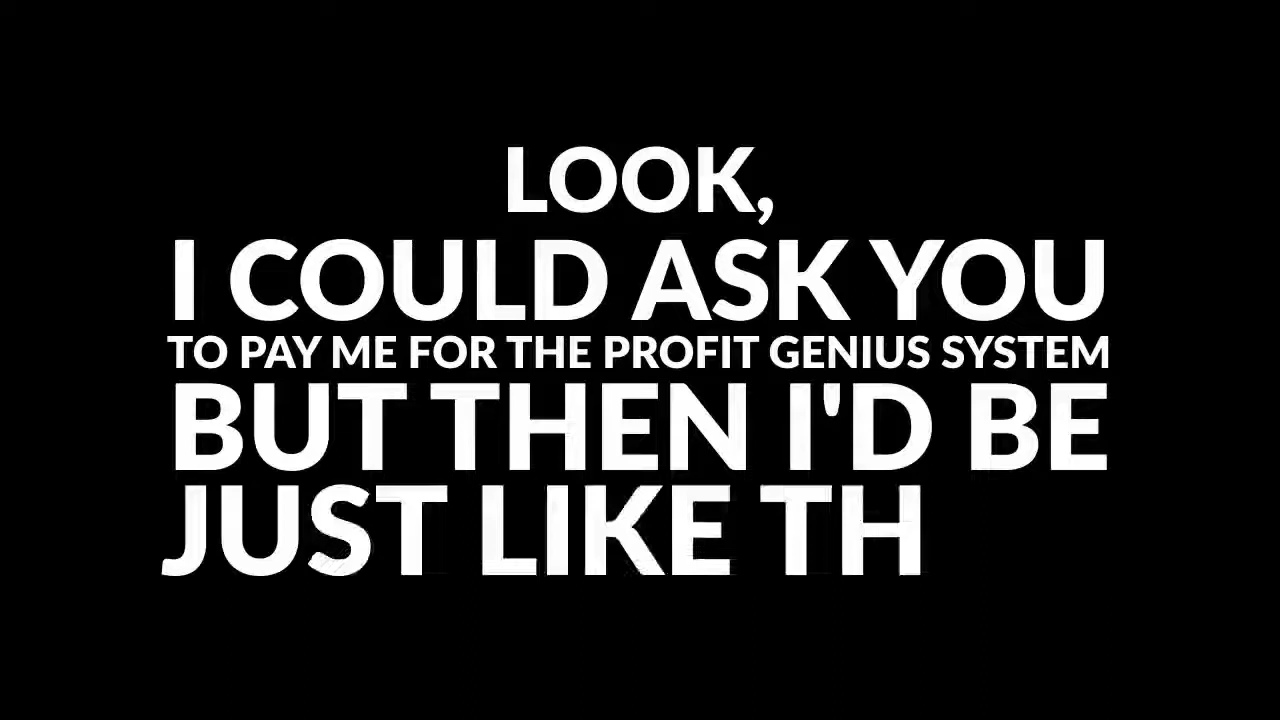 LOOK,
I COULD ASK YOU
TO PAY ME FOR THE PROFIT GENIUS SYSTEM
BUT THEN I'D BE
JUST LIKE TH